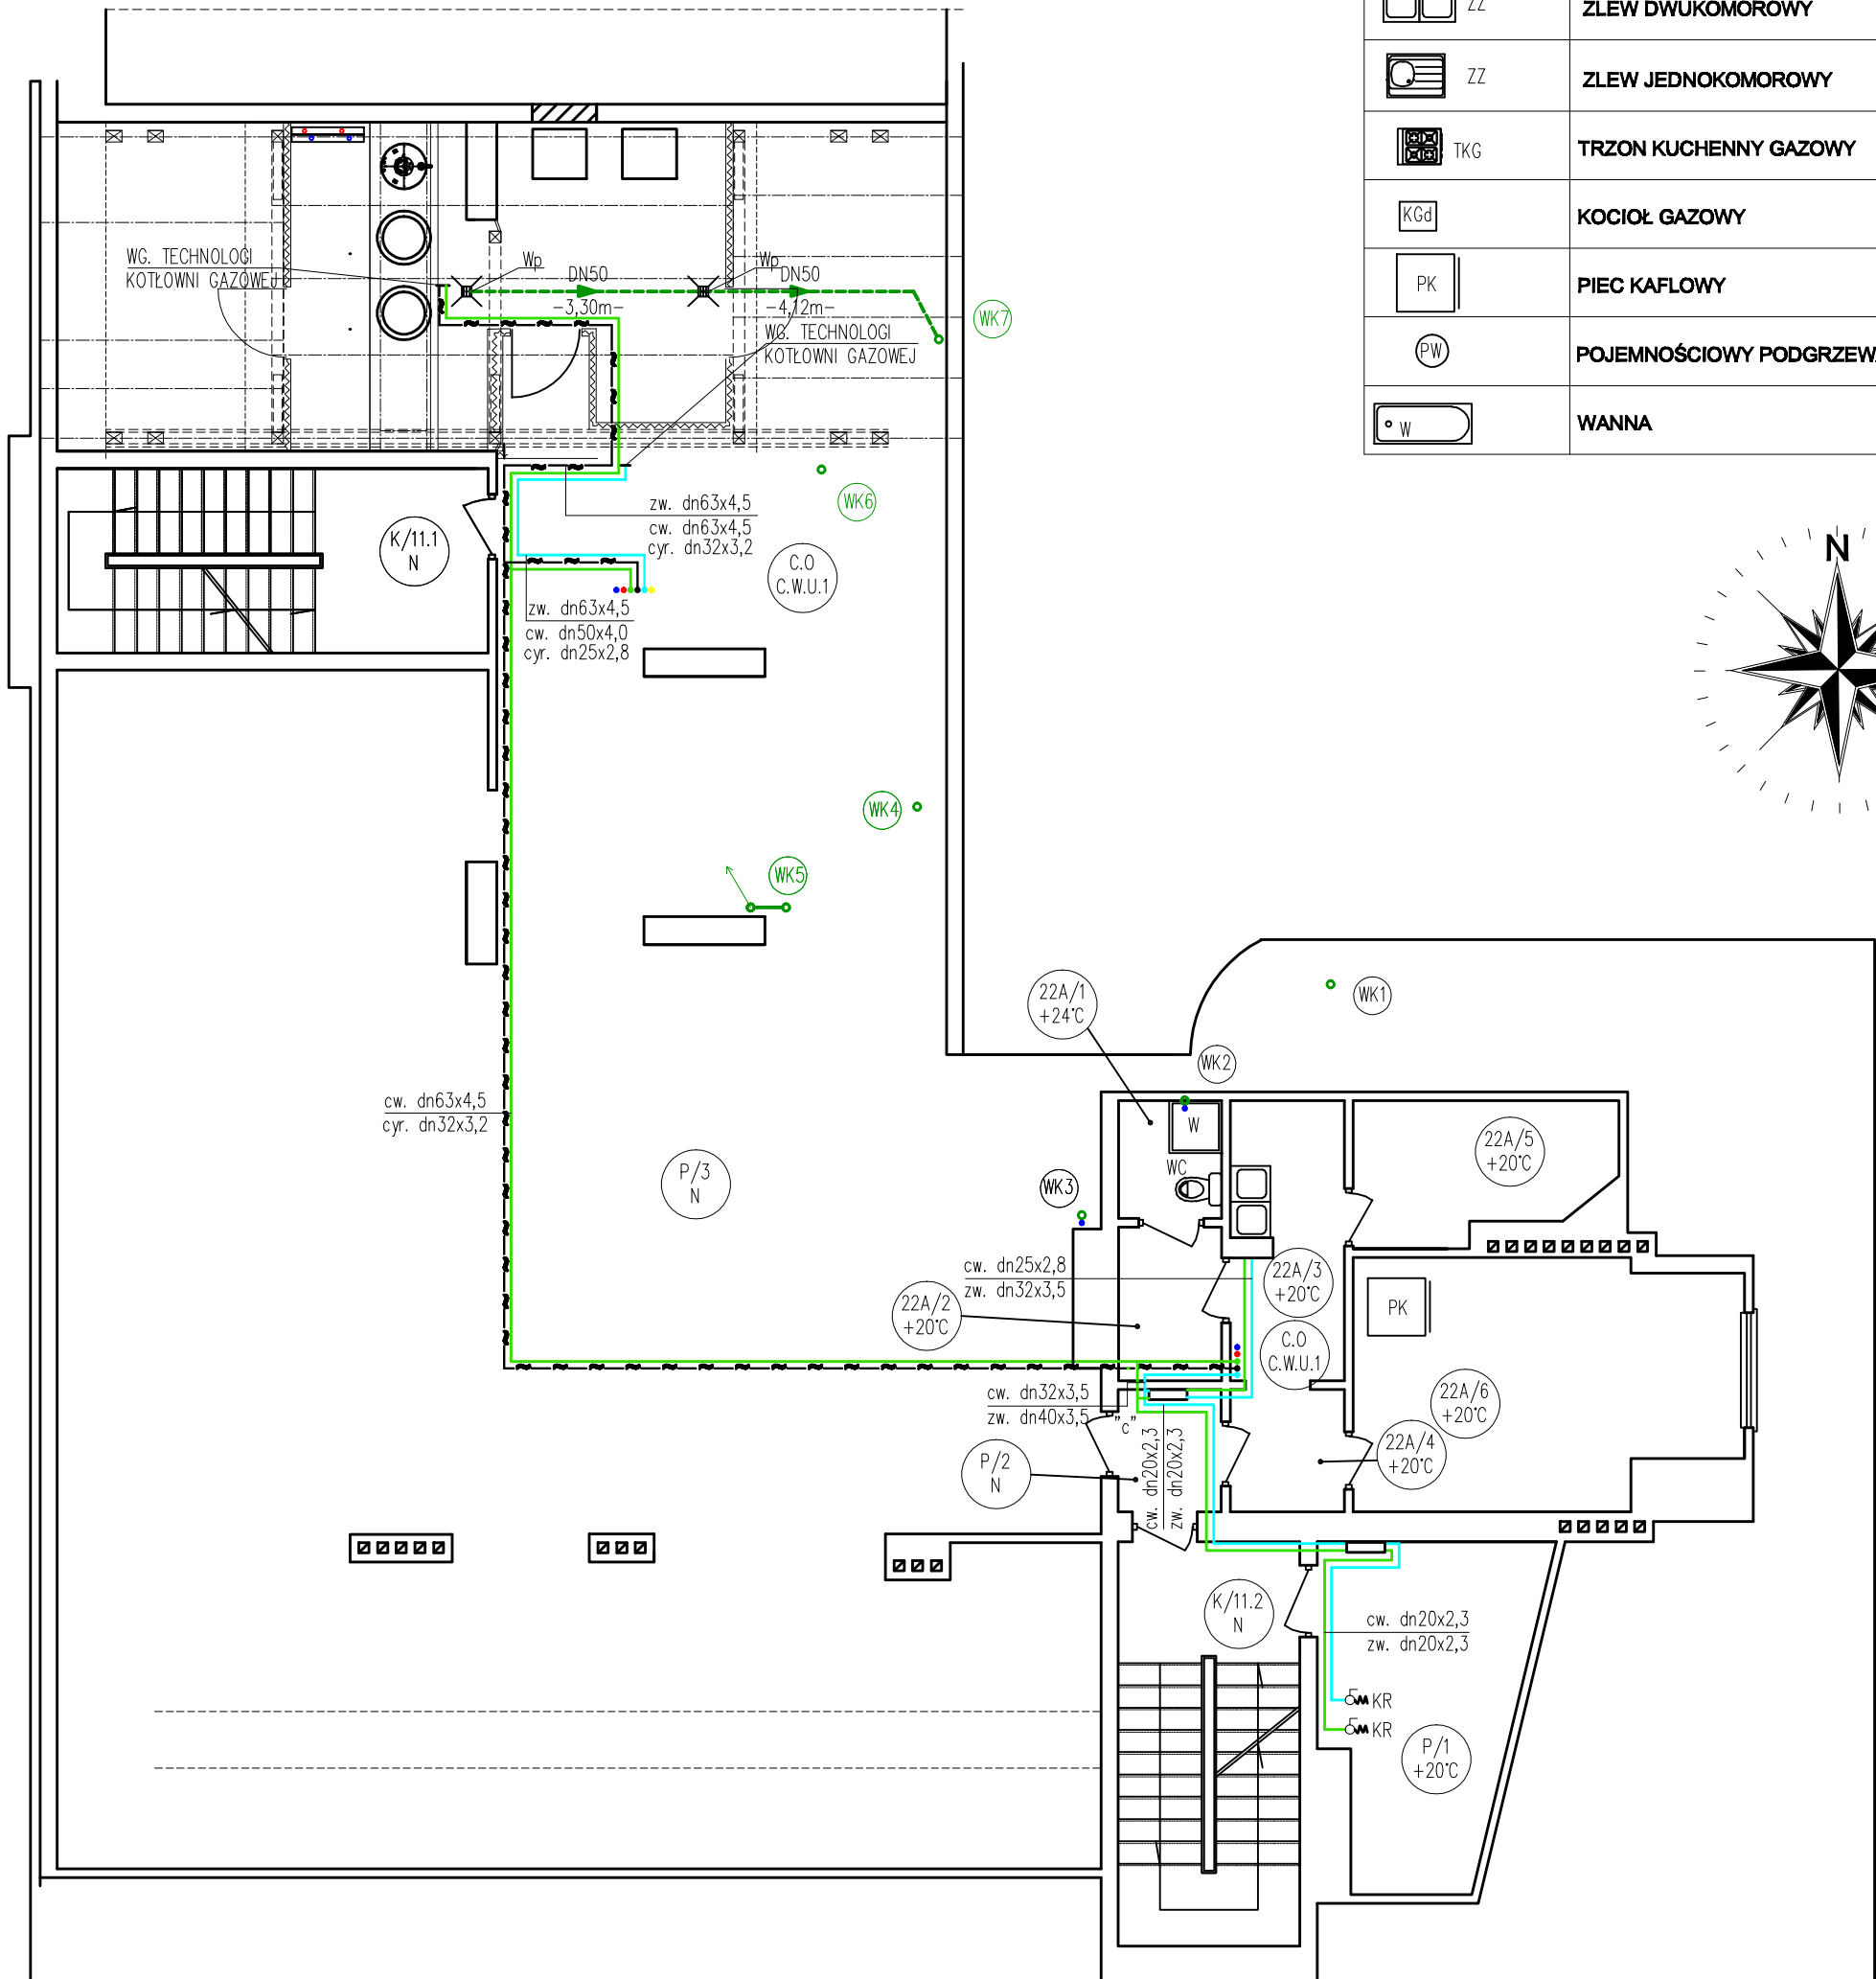 ZZ
ZLEW DWUKOMOROWY
ZZ
ZLEW JEDNOKOMOROWY
TKG
TRZON KUCHENNY GAZOWY
KGd
KOCIOŁ GAZOWY
PK
PIEC KAFLOWY
PW
W
WANNA
N
WG. TECHNOLOGI
KOTŁOWNI GAZOWEJ
Wp
DN50
-3,30m-
Wp
DN50
-4,12m-
WK7
WG. TECHNOLOGI
KOTŁOWNI GAZOWEJ
WK6
zw. dn63x4,5
cw. dn63x4,5
cyr. dn32x3,2
K/11.1
N
C.O
C.W.U.1
zw. dn63x4,5
cw. dn50x4,0
cyr. dn25x2,8
WK4
WK5
22A/1
+24°C
WK1
WK2
cw. dn63x4,5
cyr. dn32x3,2
W
WC
22A/5
+20°C
P/3
N
WK3
cw. dn25x2,8
zw. dn32x3,5
22A/3
+20°C
22A/2
+20°C
PK
C.O
C.W.U.1
cw. dn32x3,5
zw. dn40x3,5
"c"
22A/6
+20°C
22A/4
+20°C
P/2
N
cw. dn20x2,3
zw. dn20x2,3
K/11.2
N
cw. dn20x2,3
zw. dn20x2,3
KR
KR
P/1
+20°C